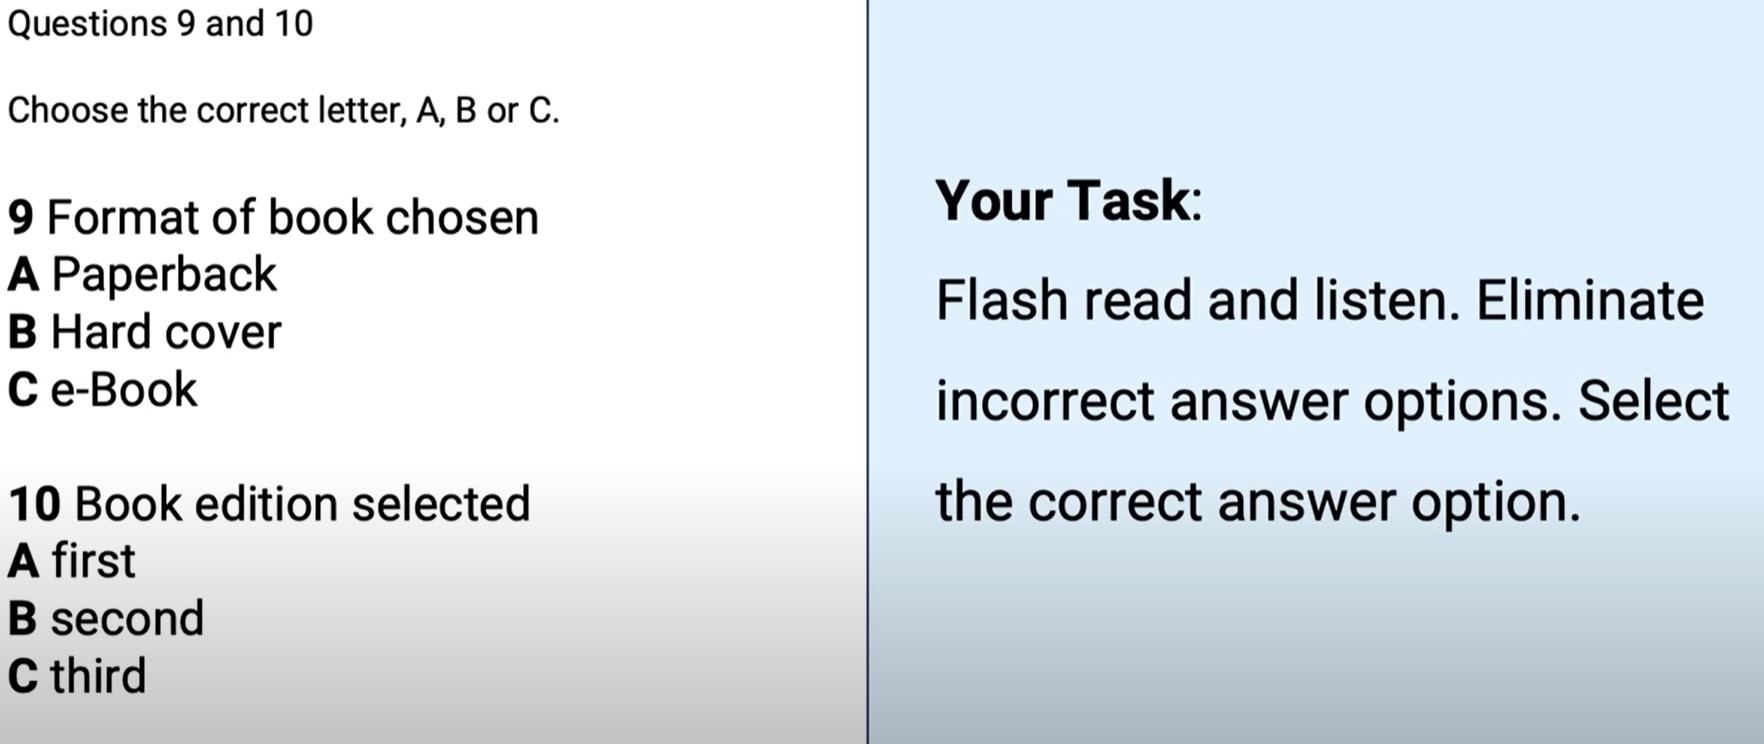 Questions 9 and 10
Choose the correct letter, A, B or C.
9 Format of book chosen
A Paperback
B Hard cover
C e-Book
10 Book edition selected
A first
B second
C third
Your Task:
Flash read and listen. Eliminate
incorrect answer options. Select
the correct answer option.